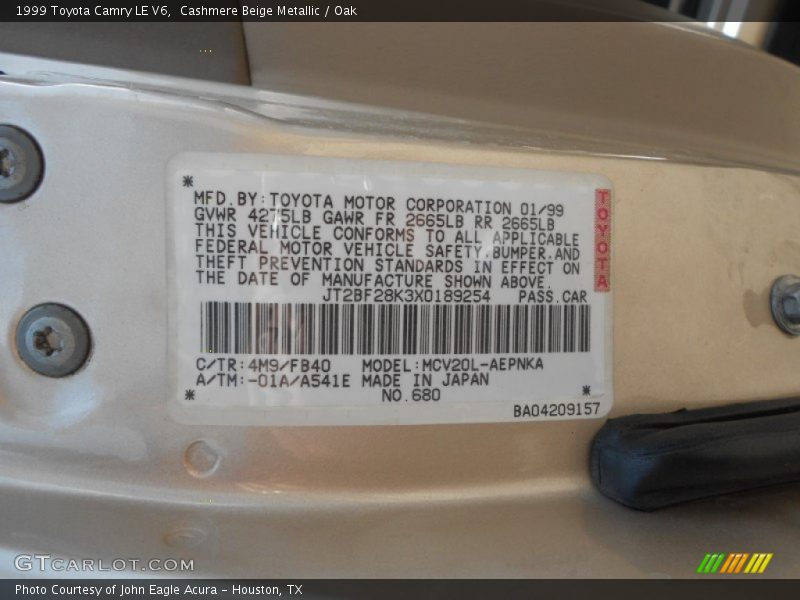 1999 Toyota Camry LE V6,  Cashmere Beige Metallic / Oak
MFD.BY:TOYOTA MOTOR CORPORATION 01/99
GVWR 4275LB GAWR FR 2665LB RR 2665LB
THIS VEHICLE CONFORMS TO ALL APPLICABLE
FEDERAL MOTOR VEHICLE SAFETY,BUMPER,AND
THEFT PREVENTION STANDARDS IN EFFECT ON
THE DATE OF MANUFACTURE SHOWN ABOVE.
JT2BF28K3X0189254 PASS.CAR
TOYOTA
C/TR:4M9/FB40 MODEL:MCV20L-AEPNKA
A/TM:-01A/A541E MADE IN JAPAN
NO.680
BA04209157
GTCARLOT.COM
Photo Courtesy of John Eagle Acura - Houston, TX